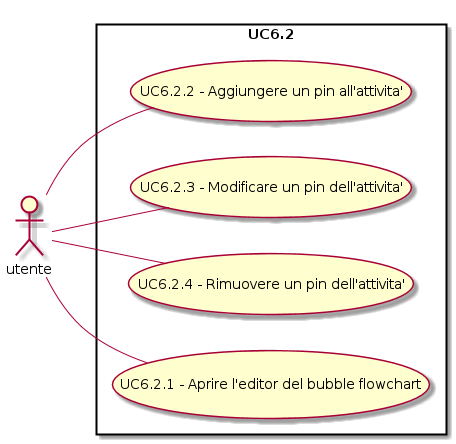 UC6.2
UC6.2.2 - Aggiungere un pin all'attivita'
UC6.2.3 - Modificare un pin dell'attivita'
utente
UC6.2.4 - Rimuovere un pin dell'attivita'
UC6.2.1 - Aprire l'editor del bubble flowchart